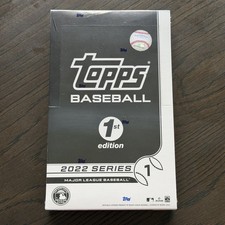 Topps
BASEBALL
1st
edition
2022 SERIES
1
MAJOR LEAGUE BASEBALL